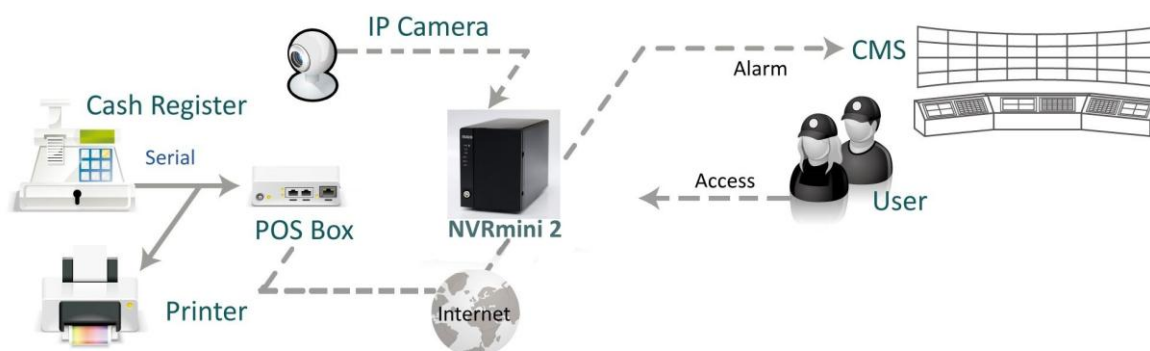 IP Camera
CMS
Alarm
Cash Register
Serial
Access
User
POS Box
NVRmini 2
Printer
Internet